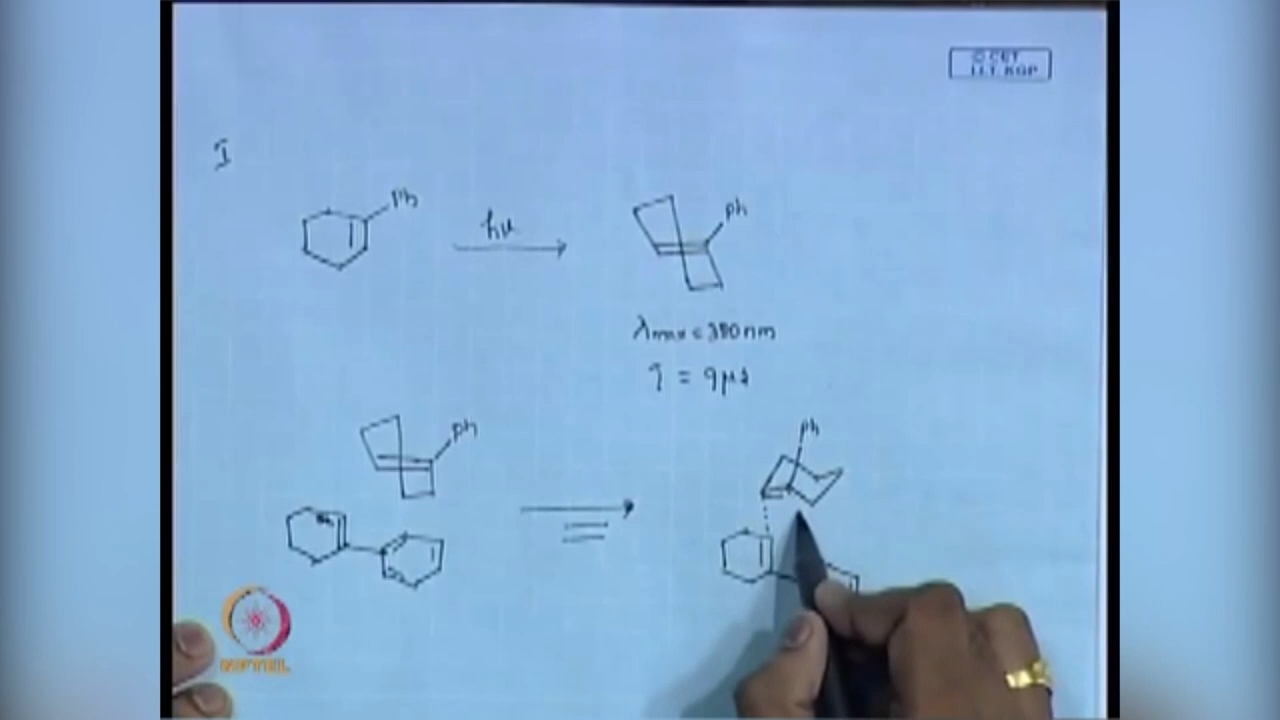 © CET
I.I.T. KGP
I
Ph
hν
Ph
λmax = 380 nm
τ = 9 μs
Ph
Ph
NPTEL